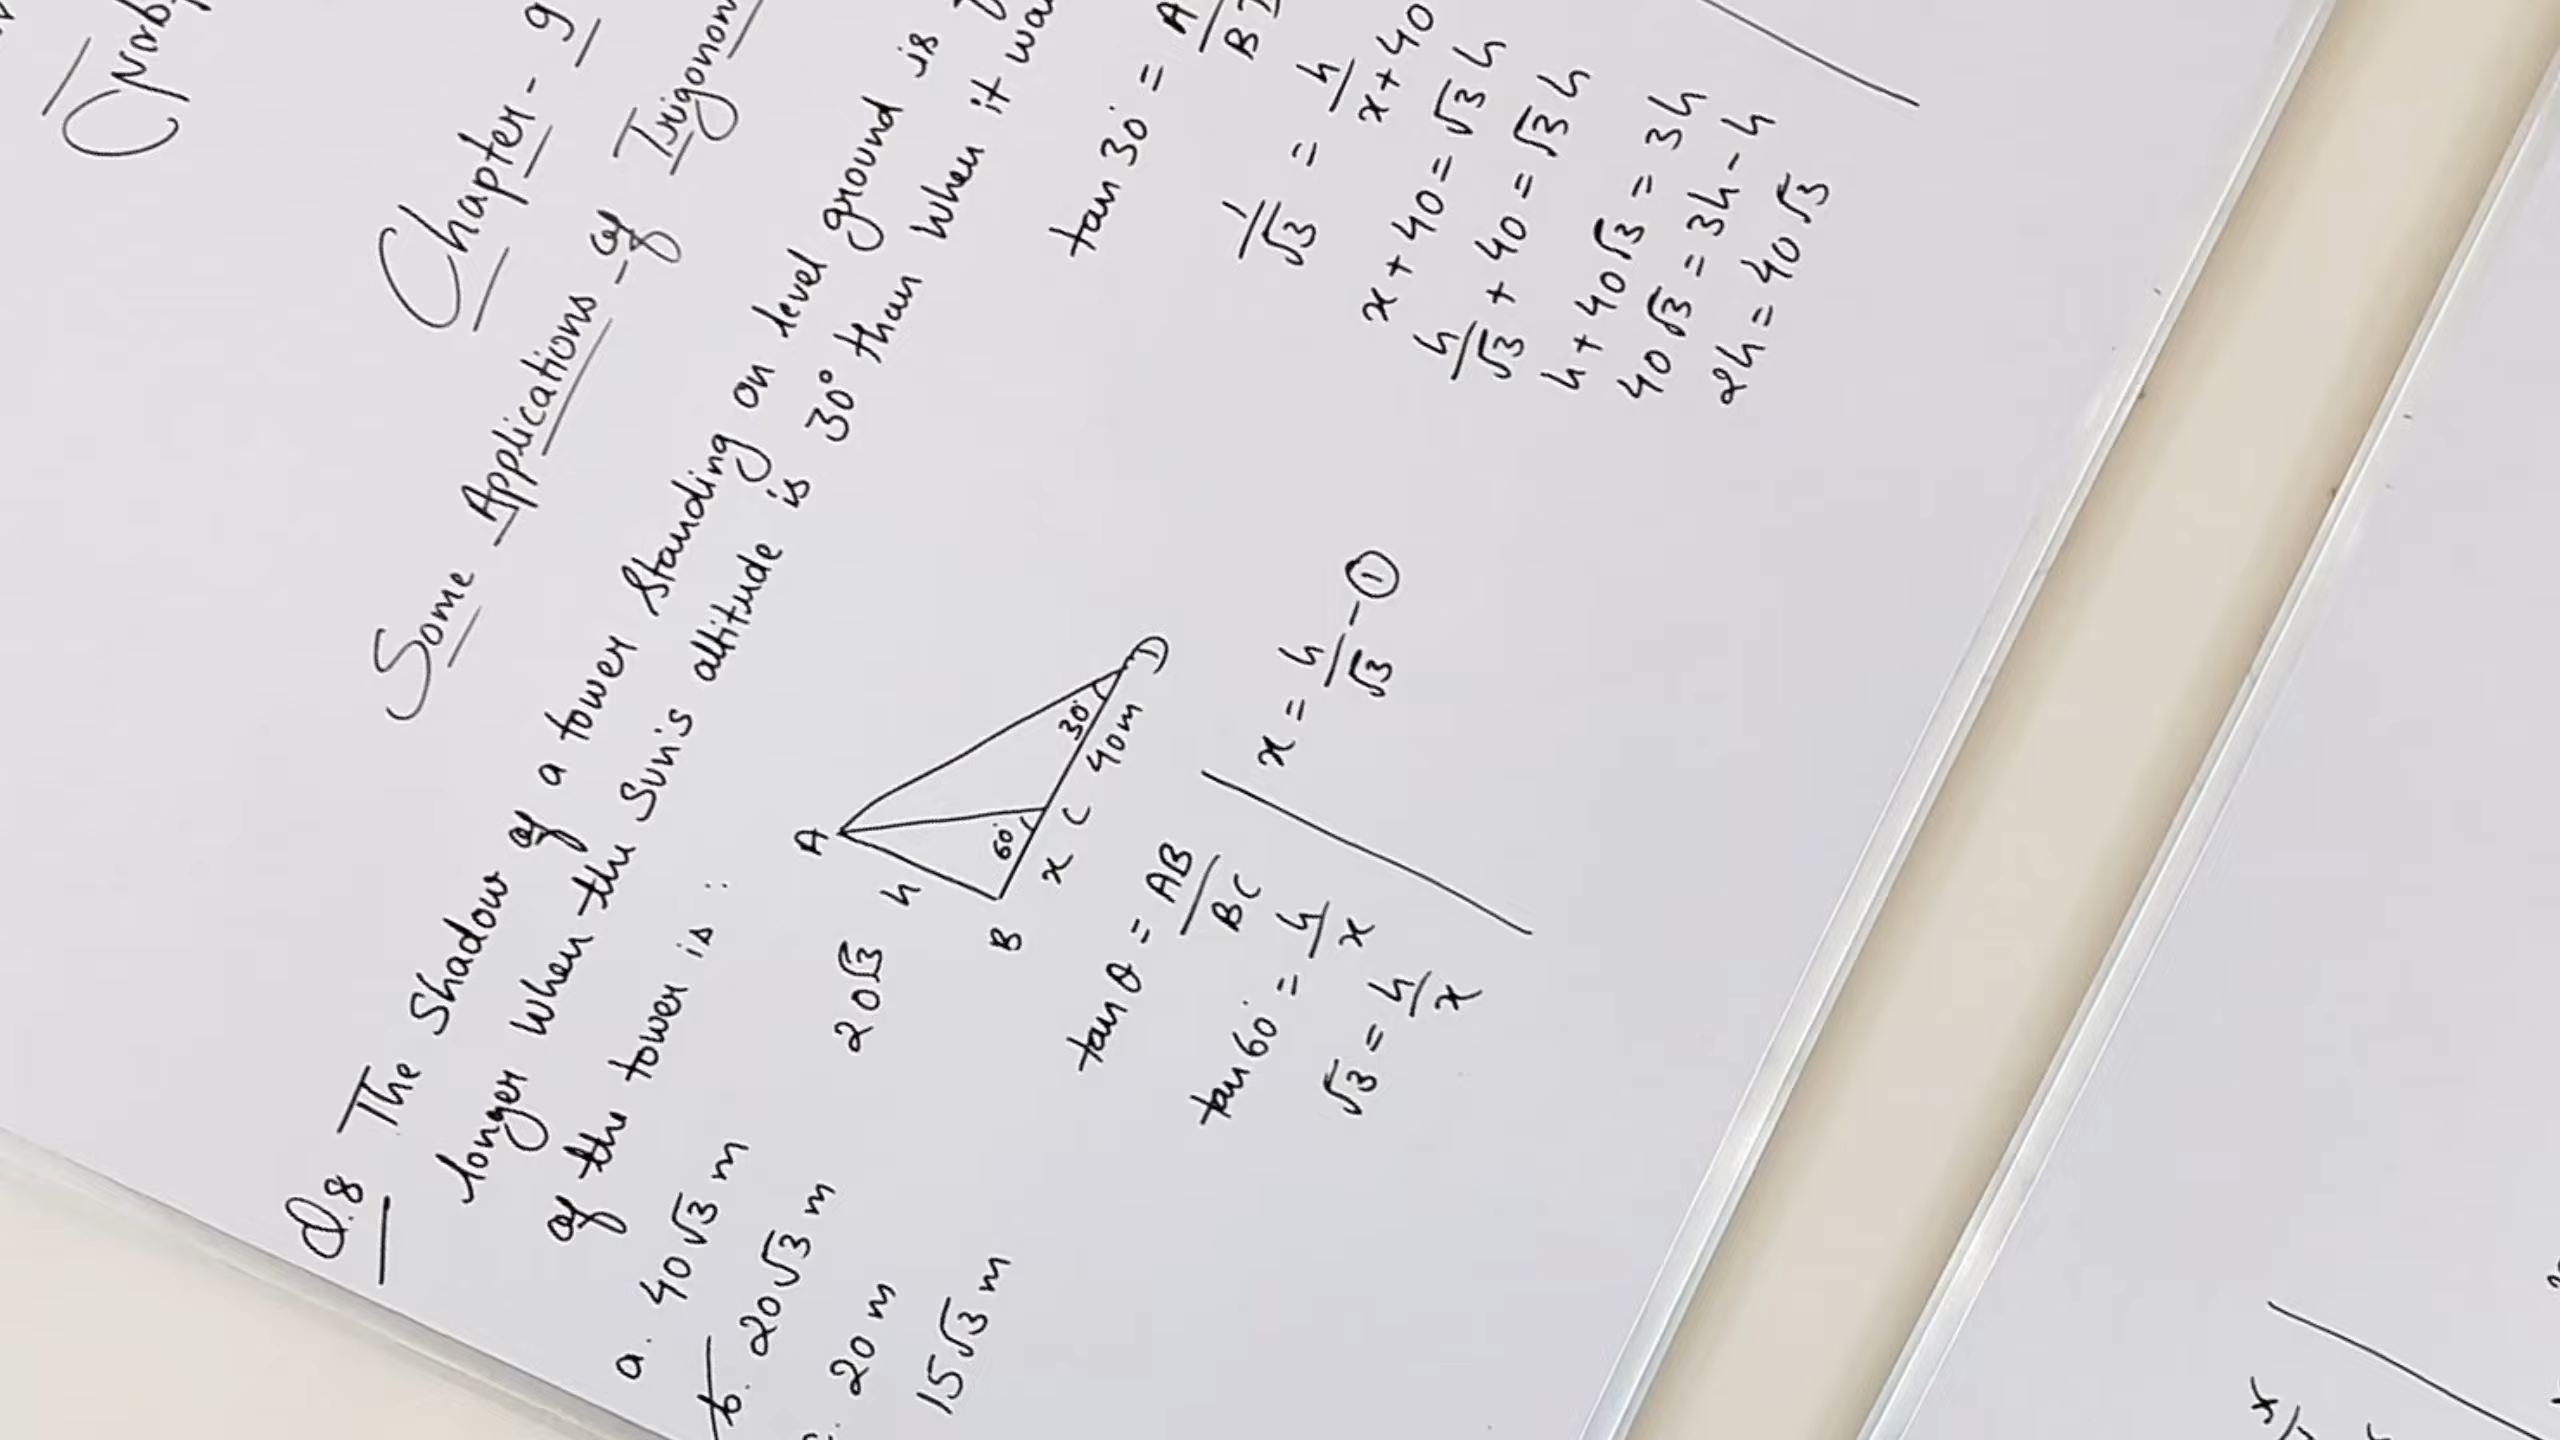 Chapter - 9
Some Applications of
Q.8 The Shadow of a tower Standing on level ground is
longer when the Sun's altitude is 30° than when it
of the tower is :
a. 40√3 m
b. 20√3 m
20 m
15√3 m
20√3
A
h
B
x
C
40m
D
60°
30°
tan θ = AB/BC
tan 60° = h/x
√3 = h/x
x = h/√3 - ①
tan 30° =
1/√3 = h/x+40
x + 40 = √3 h
h/√3 + 40 = √3 h
h + 40√3 = 3h
40√3 = 3h - h
2h = 40√3
x